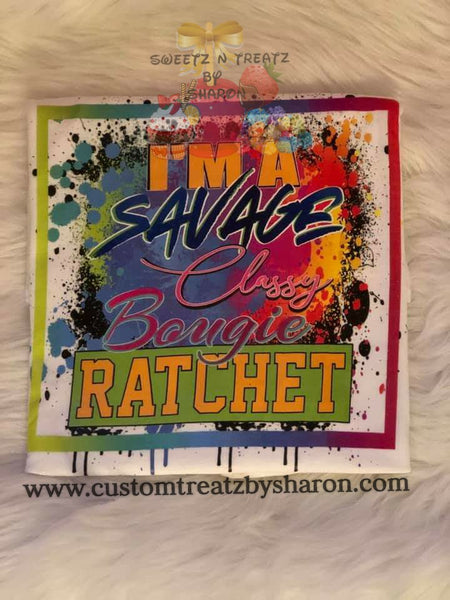 SWEETZ N TREATZ
BY
SHARON
I'M A
SAVAGE
Classy
Bougie
RATCHET
www.customtreatzbysharon.com